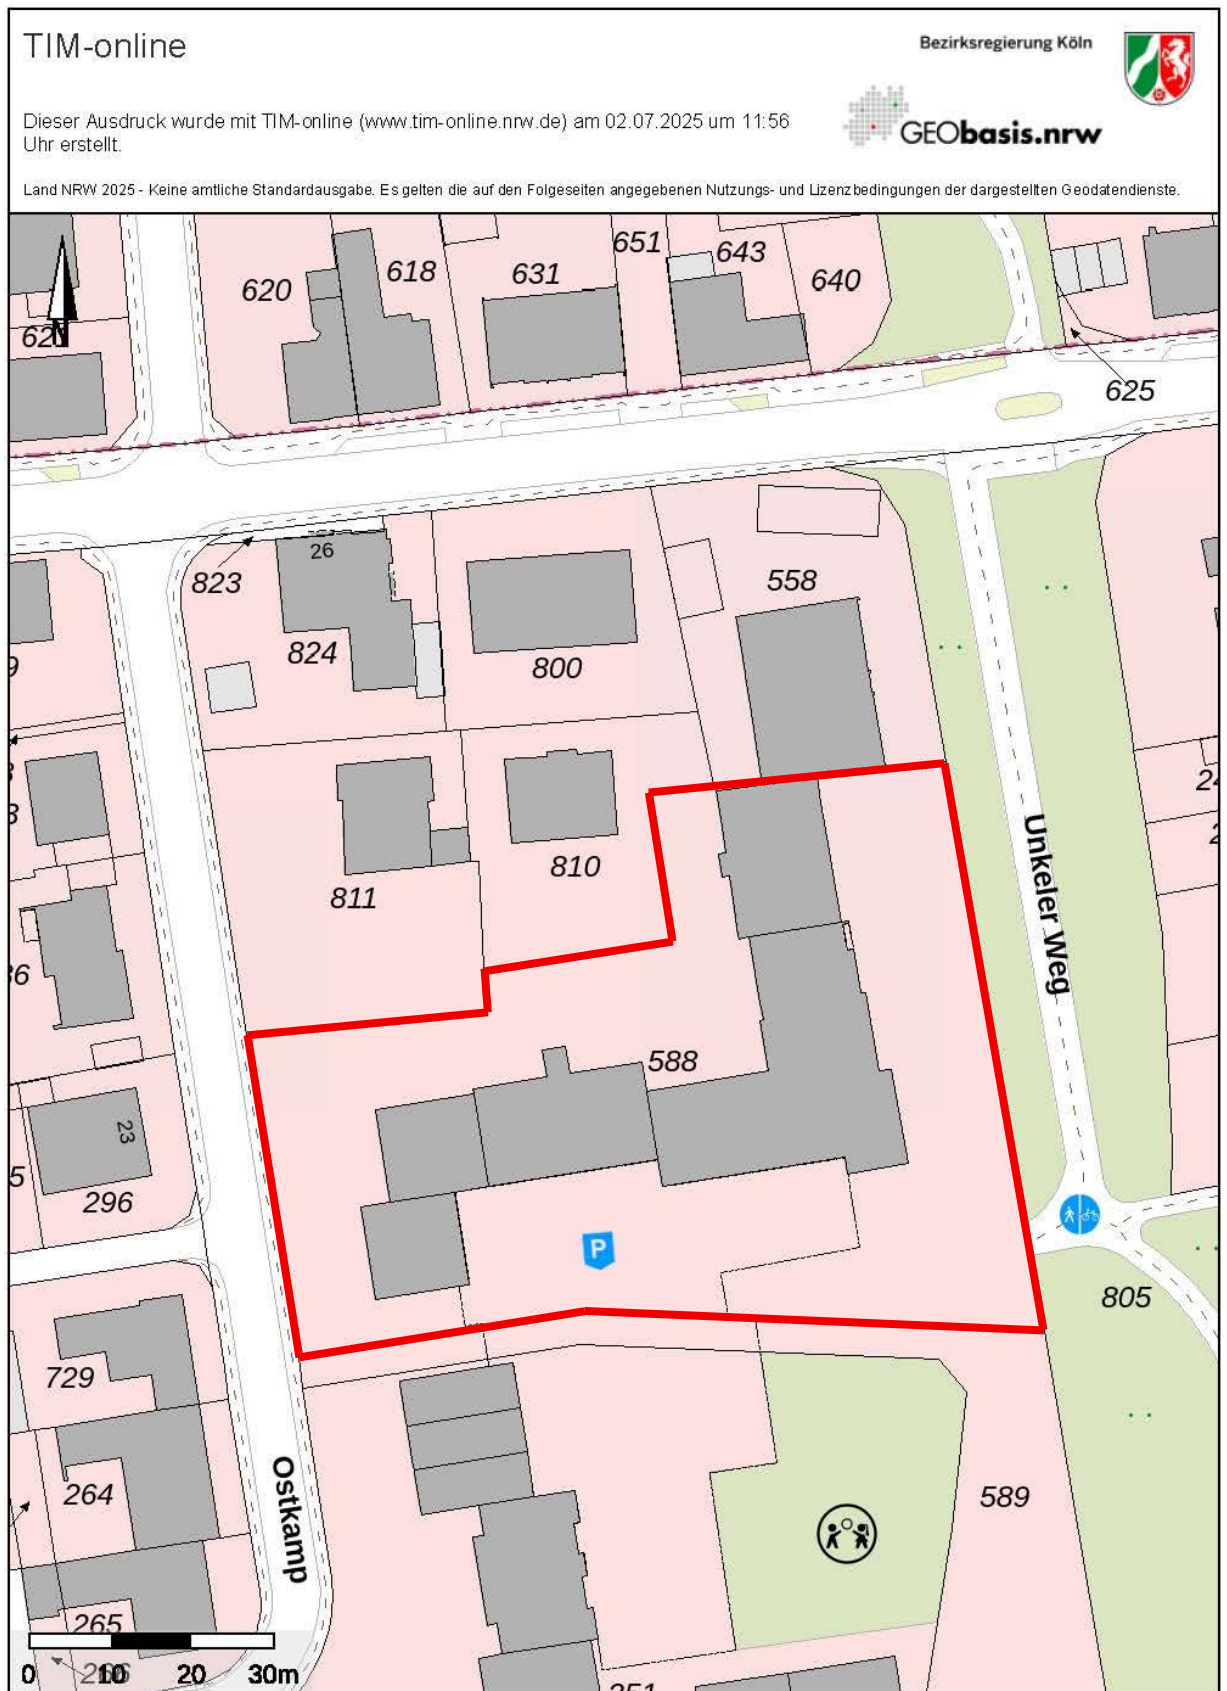 TIM-online
Bezirksregierung Köln
Dieser Ausdruck wurde mit TIM-online (www.tim-online.nrw.de) am 02.07.2025 um 11:56
Uhr erstellt.
GEObasis.nrw
Land NRW 2025 - Keine amtliche Standardausgabe. Es gelten die auf den Folgeseiten angegebenen Nutzungs- und Lizenzbedingungen der dargestellten Geodatendienste.
651
643
618
631
640
620
N
625
26
823
558
824
800
810
811
Unkeler Weg
588
23
296
P
805
729
264
589
Ostkamp
265
266
0 10 20 30m